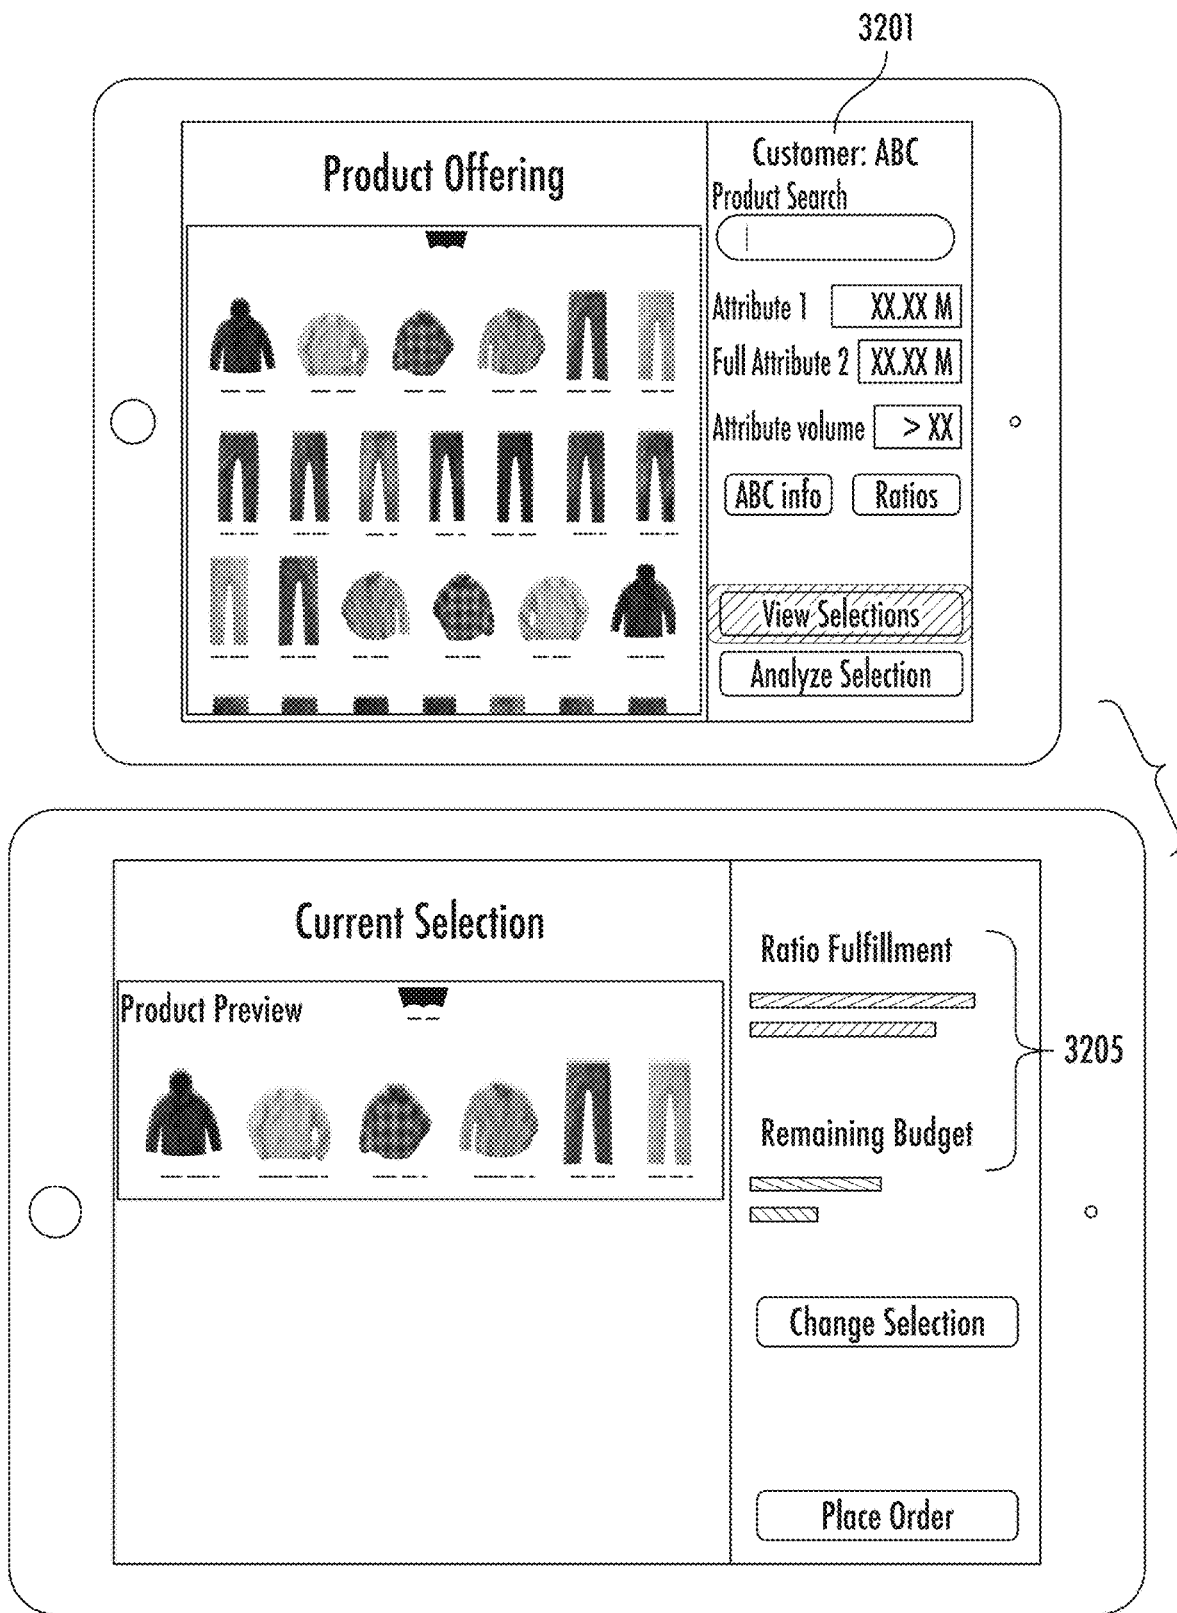 3201
Product Offering
Customer: ABC
Product Search
Attribute 1 XX.XX M
Full Attribute 2 XX.XX M
Attribute volume > XX
ABC info Ratios
View Selections
Analyze Selection
Current Selection
Product Preview
Ratio Fulfillment
3205
Remaining Budget
Change Selection
Place Order